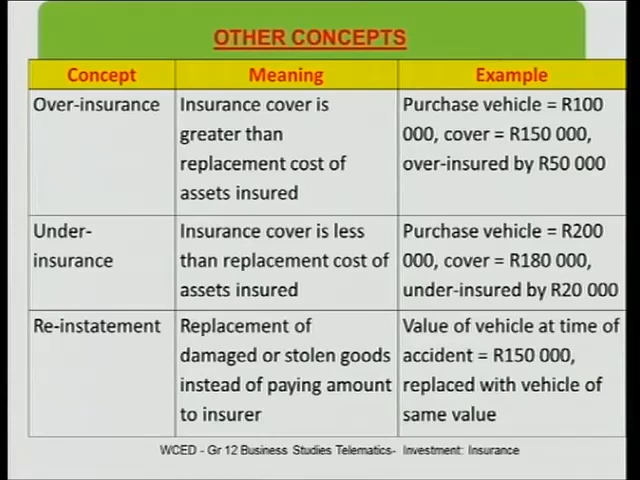 OTHER CONCEPTS
Concept Meaning Example
Over-insurance
Insurance cover is
greater than
replacement cost of
assets insured
Purchase vehicle = R100
000, cover = R150 000,
over-insured by R50 000
Under-
insurance
Insurance cover is less
than replacement cost of
assets insured
Purchase vehicle = R200
000, cover = R180 000,
under-insured by R20 000
Re-instatement
Replacement of
damaged or stolen goods
instead of paying amount
to insurer
Value of vehicle at time of
accident = R150 000,
replaced with vehicle of
same value
WCED - Gr 12 Business Studies Telematics- Investment: Insurance